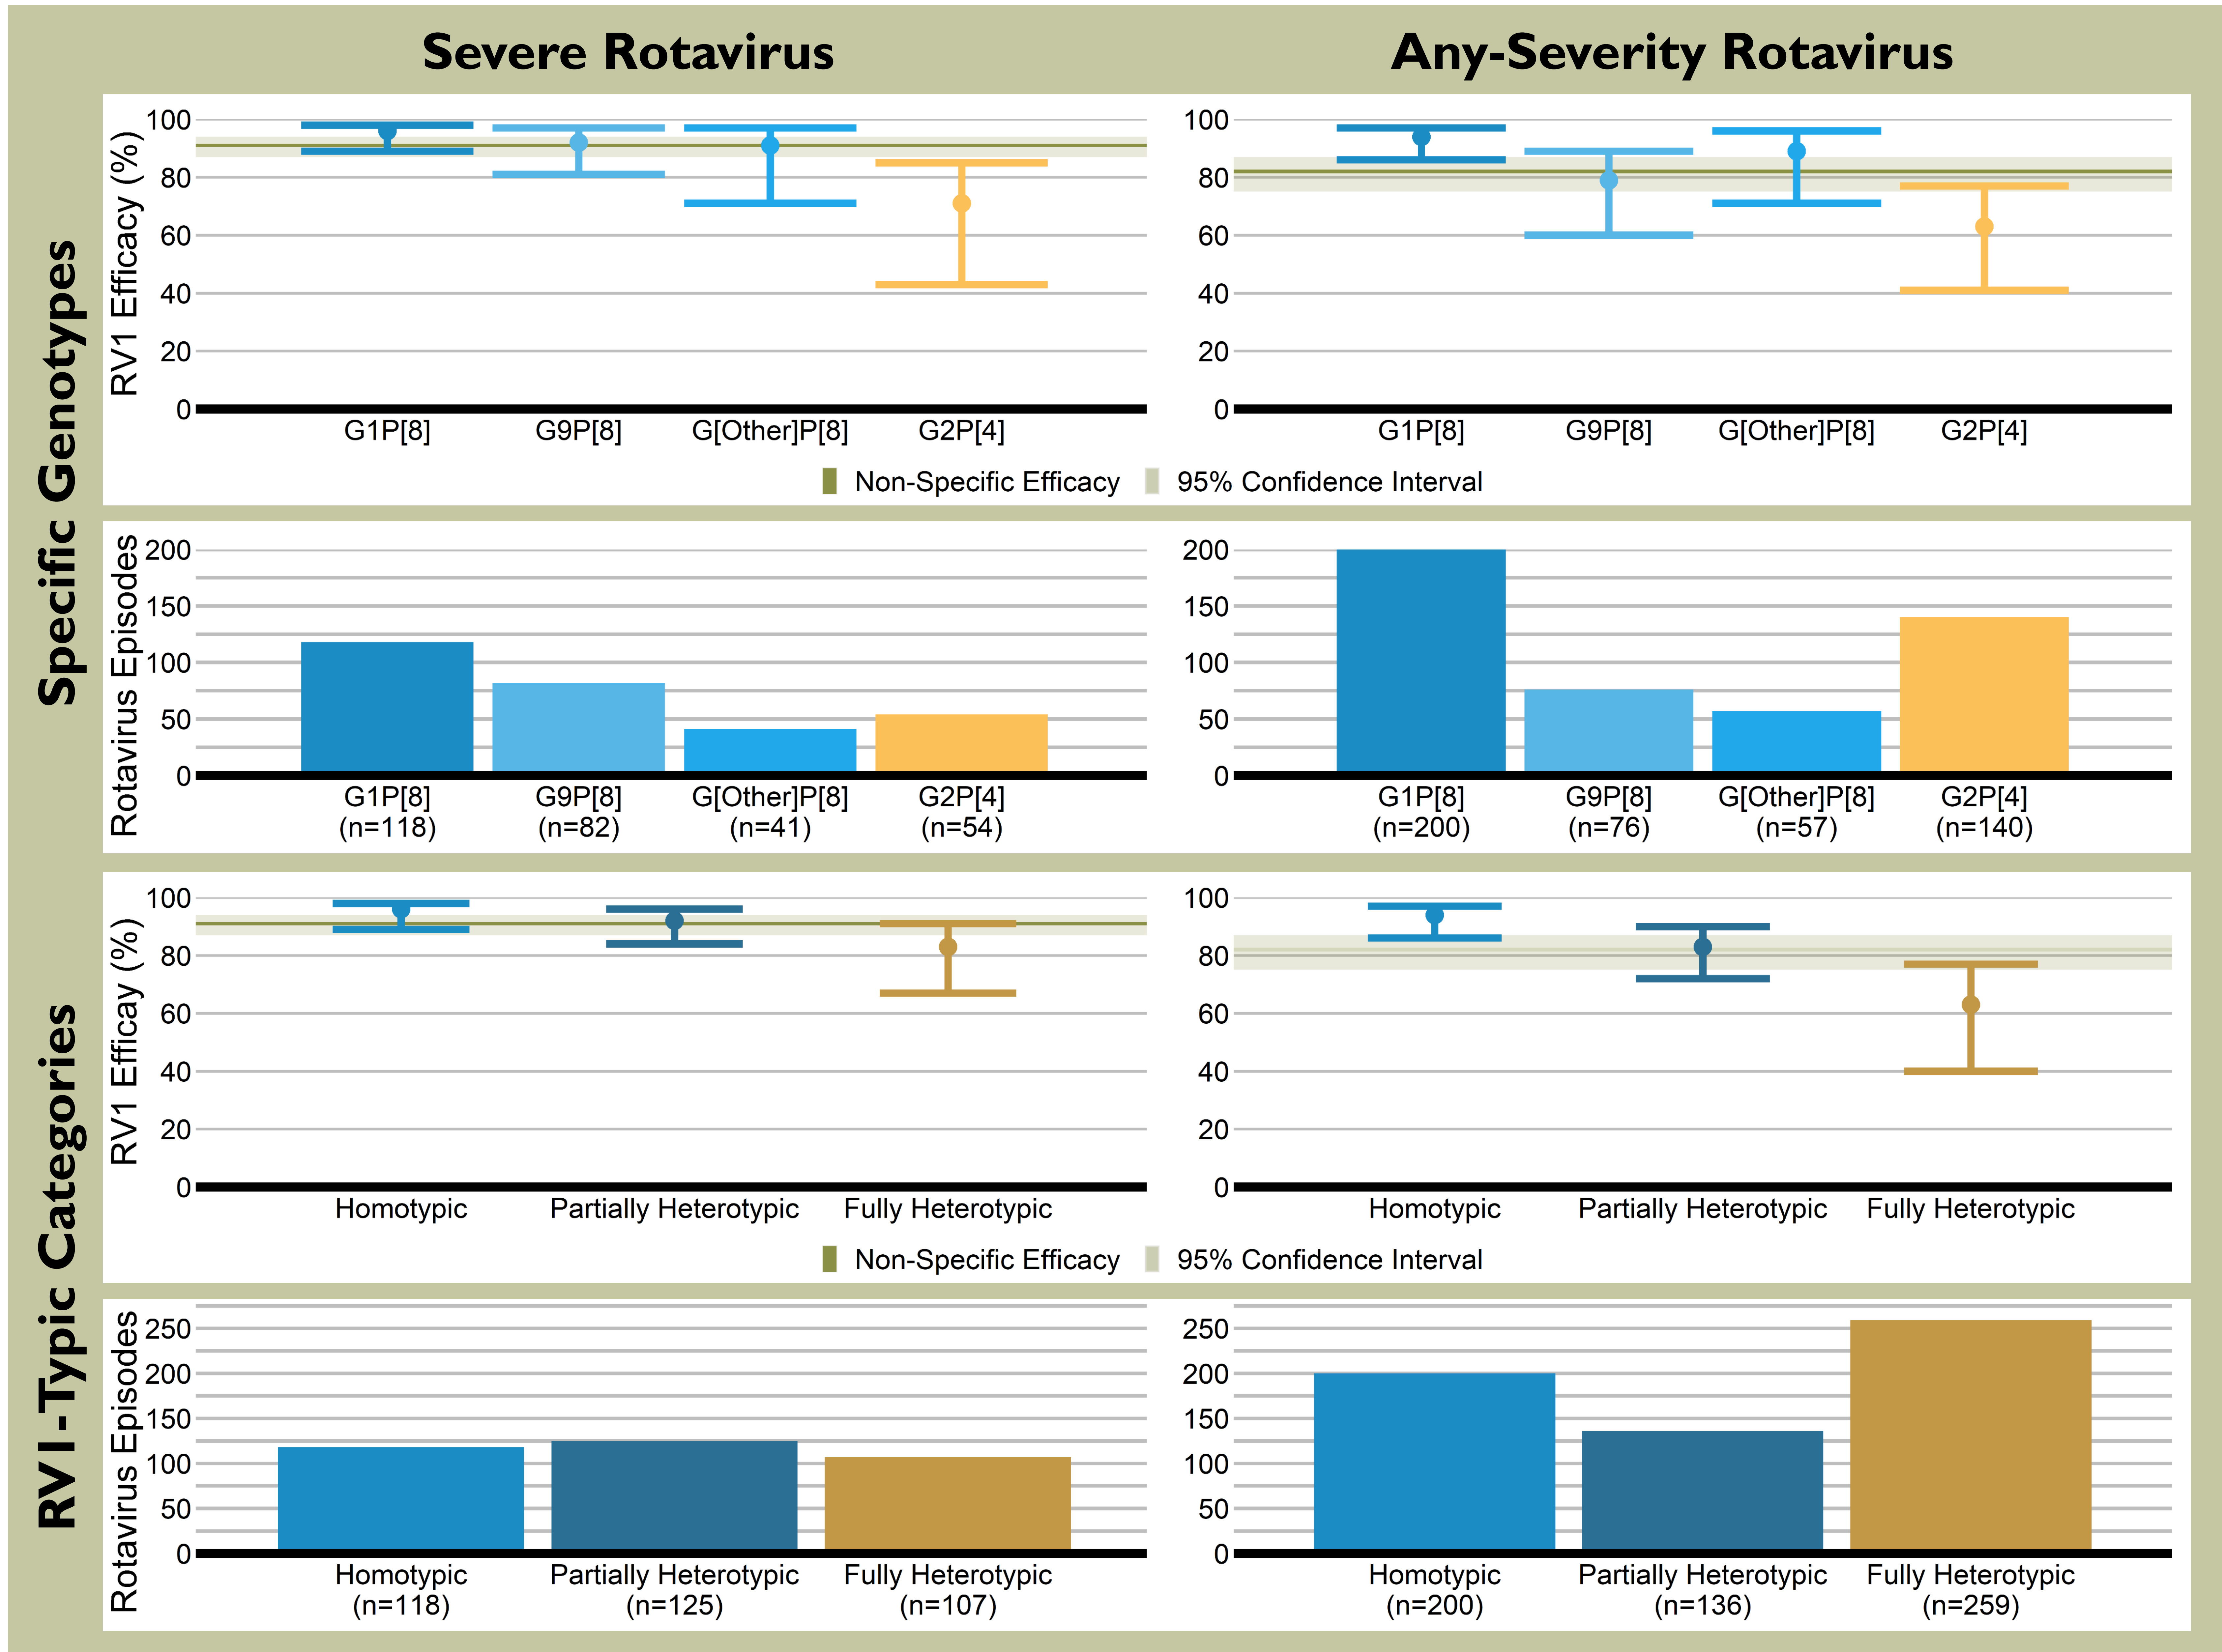 Severe Rotavirus
Any-Severity Rotavirus
Specific Genotypes
RV1 Efficacy (%)
100
80
60
40
20
0
G1P[8] G9P[8] G[Other]P[8] G2P[4]
100
80
60
40
20
0
G1P[8] G9P[8] G[Other]P[8] G2P[4]
Non-Specific Efficacy 95% Confidence Interval
Rotavirus Episodes
200
150
100
50
0
G1P[8] G9P[8] G[Other]P[8] G2P[4]
(n=118) (n=82) (n=41) (n=54)
200
150
100
50
0
G1P[8] G9P[8] G[Other]P[8] G2P[4]
(n=200) (n=76) (n=57) (n=140)
RV1-Typic Categories
RV1 Efficay (%)
100
80
60
40
20
0
Homotypic Partially Heterotypic Fully Heterotypic
100
80
60
40
20
0
Homotypic Partially Heterotypic Fully Heterotypic
Non-Specific Efficacy 95% Confidence Interval
Rotavirus Episodes
250
200
150
100
50
0
Homotypic Partially Heterotypic Fully Heterotypic
(n=118) (n=125) (n=107)
250
200
150
100
50
0
Homotypic Partially Heterotypic Fully Heterotypic
(n=200) (n=136) (n=259)